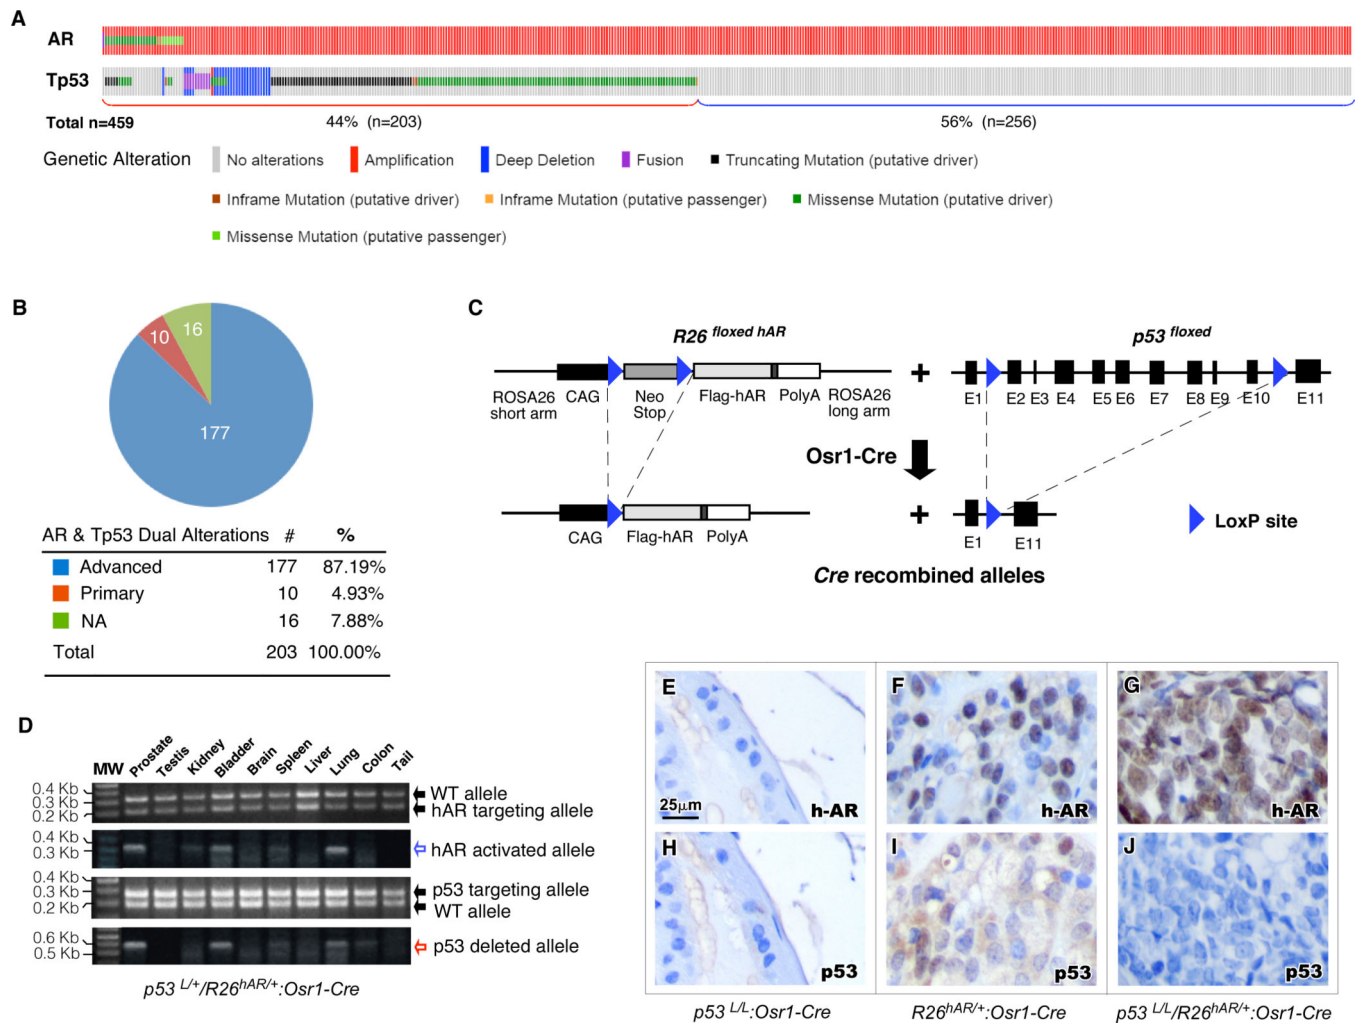 A
AR
Tp53
Total n=459
44% (n=203)
56% (n=256)
Genetic Alteration
No alterations
Amplification
Deep Deletion
Fusion
Truncating Mutation (putative driver)
Inframe Mutation (putative driver)
Inframe Mutation (putative passenger)
Missense Mutation (putative driver)
Missense Mutation (putative passenger)
B
10
16
177
AR & Tp53 Dual Alterations # %
Advanced 177 87.19%
Primary 10 4.93%
NA 16 7.88%
Total 203 100.00%
C
R26 floxed hAR
p53 floxed
+
ROSA26 short arm
CAG
Neo Stop
Flag-hAR
PolyA
ROSA26 long arm
E1 E2 E3 E4 E5 E6 E7 E8 E9 E10 E11
Osr1-Cre
+
CAG Flag-hAR PolyA
E1 E11
LoxP site
Cre recombined alleles
D
MW Prostate Testis Kidney Bladder Brain Spleen Liver Lung Colon Tail
0.4 Kb
0.3 Kb
0.2 Kb
WT allele
hAR targeting allele
0.4 Kb
0.3 Kb
hAR activated allele
0.4 Kb
0.3 Kb
0.2 Kb
p53 targeting allele
WT allele
0.6 Kb
0.5 Kb
p53 deleted allele
p53 L/+/R26hAR/+:Osr1-Cre
E
25µm
h-AR
F
h-AR
G
h-AR
H
p53
I
p53
J
p53
p53 L/L:Osr1-Cre
R26hAR/+:Osr1-Cre
p53 L/L/R26hAR/+:Osr1-Cre